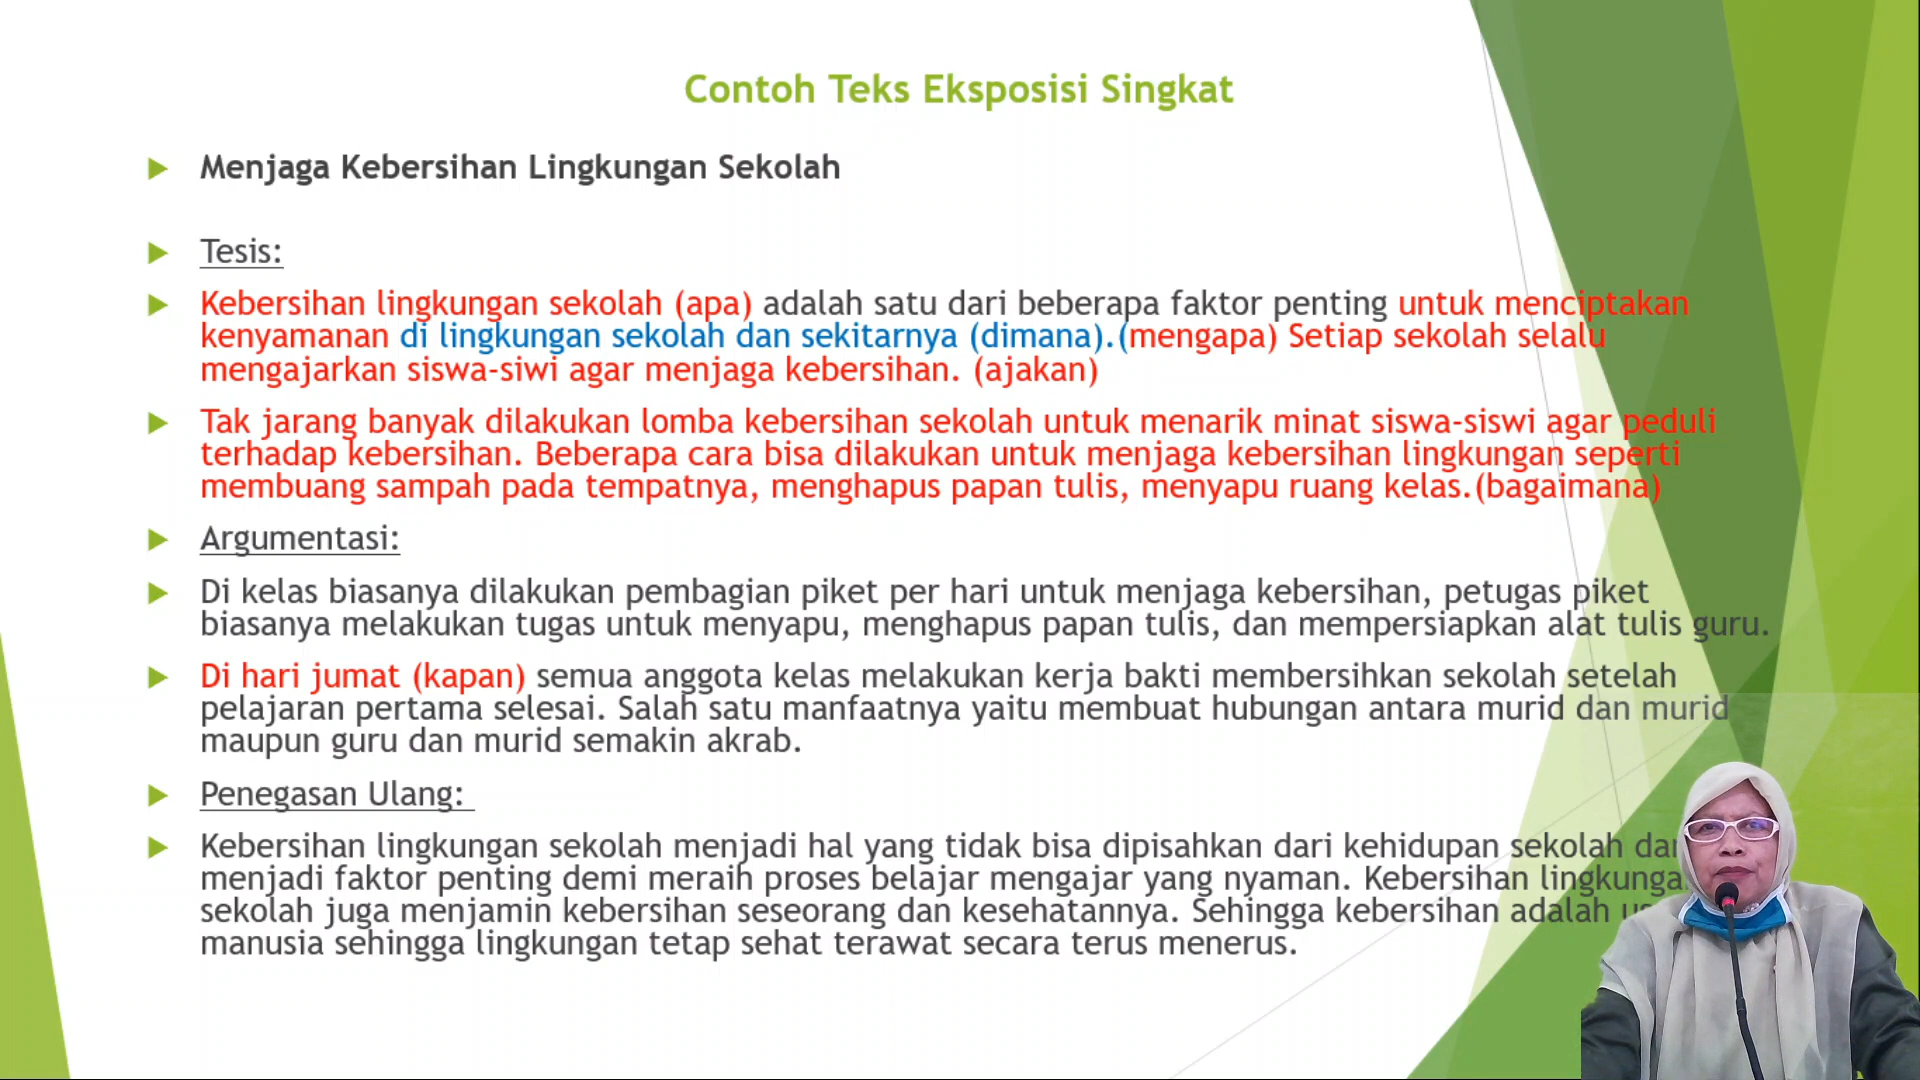 Contoh Teks Eksposisi Singkat
Menjaga Kebersihan Lingkungan Sekolah
Tesis:
Kebersihan lingkungan sekolah (apa) adalah satu dari beberapa faktor penting untuk menciptakan
kenyamanan di lingkungan sekolah dan sekitarnya (dimana).(mengapa) Setiap sekolah selalu
mengajarkan siswa-siwi agar menjaga kebersihan. (ajakan)
Tak jarang banyak dilakukan lomba kebersihan sekolah untuk menarik minat siswa-siswi agar peduli
terhadap kebersihan. Beberapa cara bisa dilakukan untuk menjaga kebersihan lingkungan seperti
membuang sampah pada tempatnya, menghapus papan tulis, menyapu ruang kelas.(bagaimana)
Argumentasi:
Di kelas biasanya dilakukan pembagian piket per hari untuk menjaga kebersihan, petugas piket
biasanya melakukan tugas untuk menyapu, menghapus papan tulis, dan mempersiapkan alat tulis guru.
Di hari jumat (kapan) semua anggota kelas melakukan kerja bakti membersihkan sekolah setelah
pelajaran pertama selesai. Salah satu manfaatnya yaitu membuat hubungan antara murid dan murid
maupun guru dan murid semakin akrab.
Penegasan Ulang:
Kebersihan lingkungan sekolah menjadi hal yang tidak bisa dipisahkan dari kehidupan sekolah
menjadi faktor penting demi meraih proses belajar mengajar yang nyaman. Kebersihan
sekolah juga menjamin kebersihan seseorang dan kesehatannya. Sehingga kebersihan adalah
manusia sehingga lingkungan tetap sehat terawat secara terus menerus.